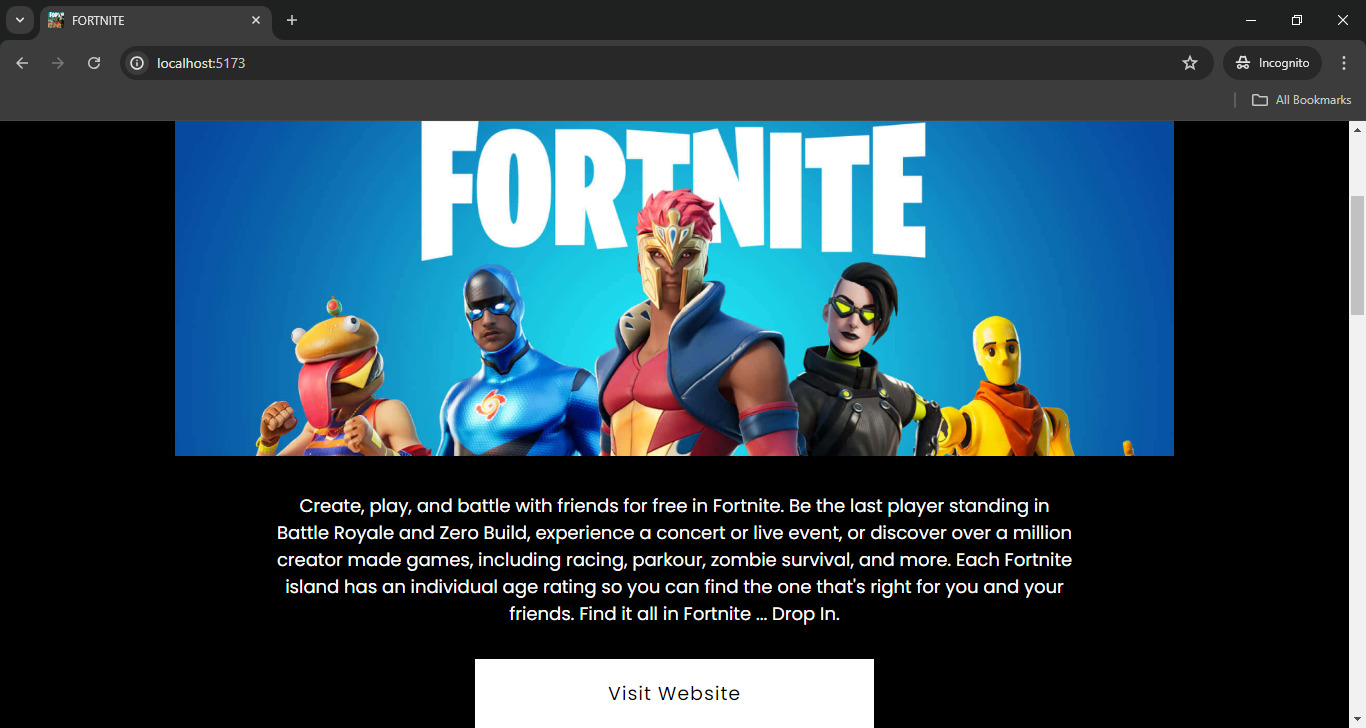 FORTNITE
localhost:5173
Incognito
All Bookmarks
FORTNITE
Create, play, and battle with friends for free in Fortnite. Be the last player standing in
Battle Royale and Zero Build, experience a concert or live event, or discover over a million
creator made games, including racing, parkour, zombie survival, and more. Each Fortnite
island has an individual age rating so you can find the one that's right for you and your
friends. Find it all in Fortnite ... Drop In.
Visit Website